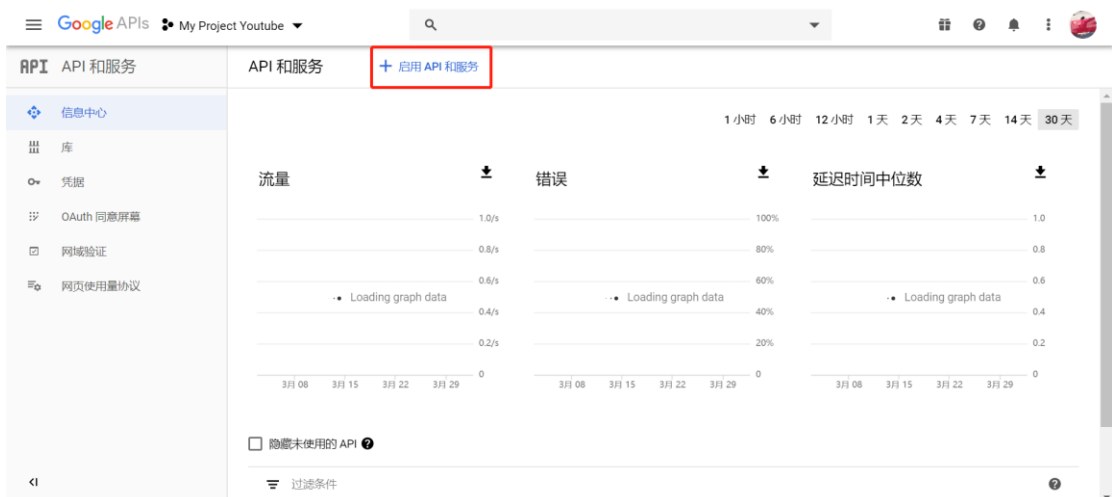 Google APIs My Project Youtube
API API 和服务
API 和服务
+ 启用 API 和服务
信息中心
库
凭据
OAuth 同意屏幕
网域验证
网页使用量协议
1 小时 6 小时 12 小时 1 天 2 天 4 天 7 天 14 天 30 天
流量
1.0/s
0.8/s
0.6/s
Loading graph data
0.4/s
0.2/s
0
3月 08 3月 15 3月 22 3月 29
错误
100%
80%
60%
Loading graph data
40%
20%
0
3月 08 3月 15 3月 22 3月 29
延迟时间中位数
1.0
0.8
0.6
Loading graph data
0.4
0.2
0
3月 08 3月 15 3月 22 3月 29
隐藏未使用的 API
过滤条件